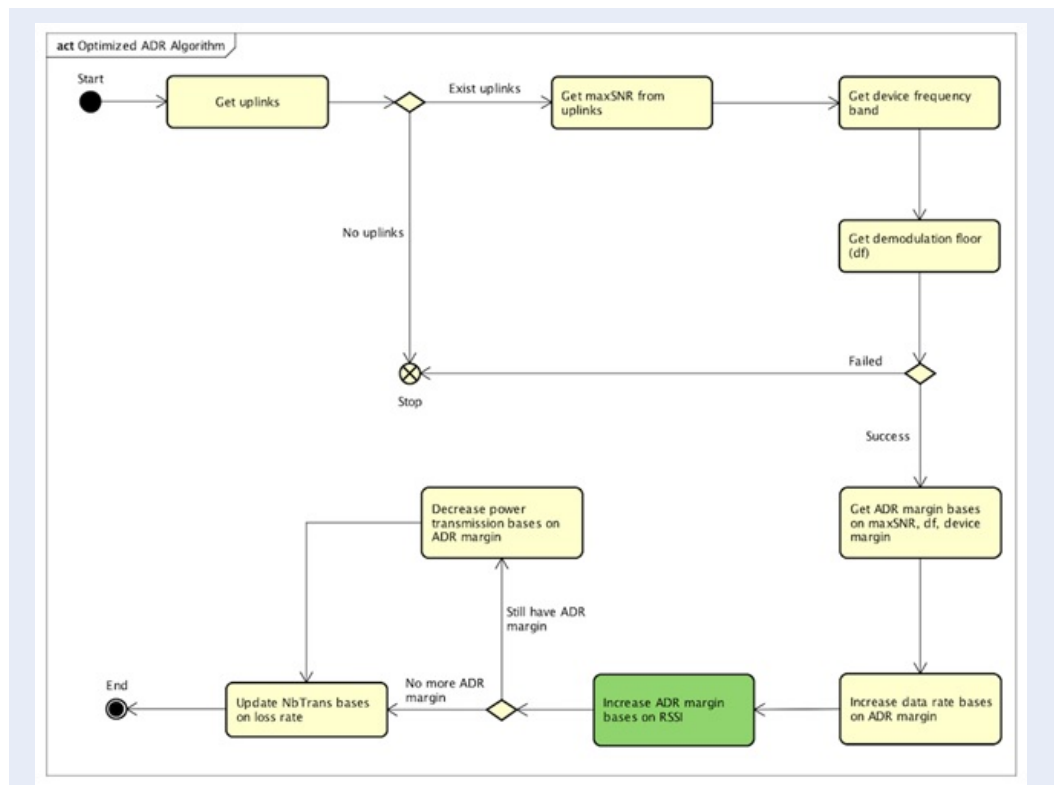 act Optimized ADR Algorithm
Start
Get uplinks
Exist uplinks
Get maxSNR from
uplinks
Get device frequency
band
No uplinks
Get demodulation floor
(df)
Failed
Stop
Success
Decrease power
transmission bases on
ADR margin
Get ADR margin bases
on maxSNR, df, device
margin
Still have ADR
margin
End
No more ADR
margin
Update NbTrans bases
on loss rate
Increase ADR margin
bases on RSSI
Increase data rate bases
on ADR margin